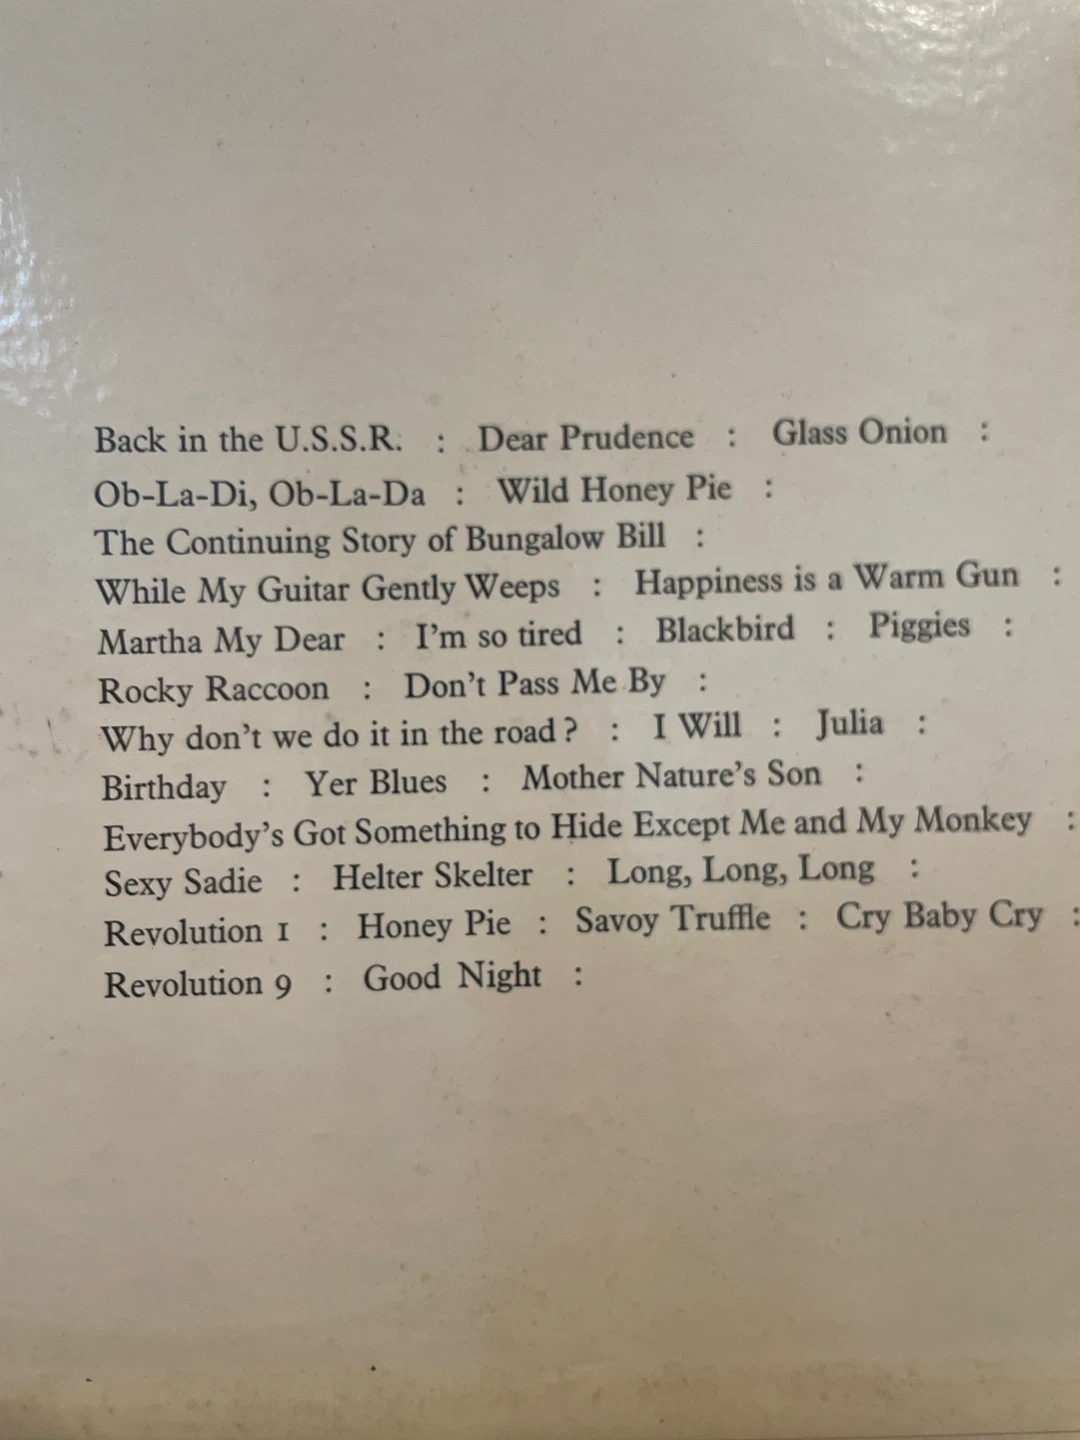 Back in the U.S.S.R. : Dear Prudence : Glass Onion :
Ob-La-Di, Ob-La-Da : Wild Honey Pie :
The Continuing Story of Bungalow Bill :
While My Guitar Gently Weeps : Happiness is a Warm Gun :
Martha My Dear : I'm so tired : Blackbird : Piggies :
Rocky Raccoon : Don't Pass Me By :
Why don't we do it in the road? : I Will : Julia :
Birthday : Yer Blues : Mother Nature's Son :
Everybody's Got Something to Hide Except Me and My Monkey :
Sexy Sadie : Helter Skelter : Long, Long, Long :
Revolution 1 : Honey Pie : Savoy Truffle : Cry Baby Cry :
Revolution 9 : Good Night :